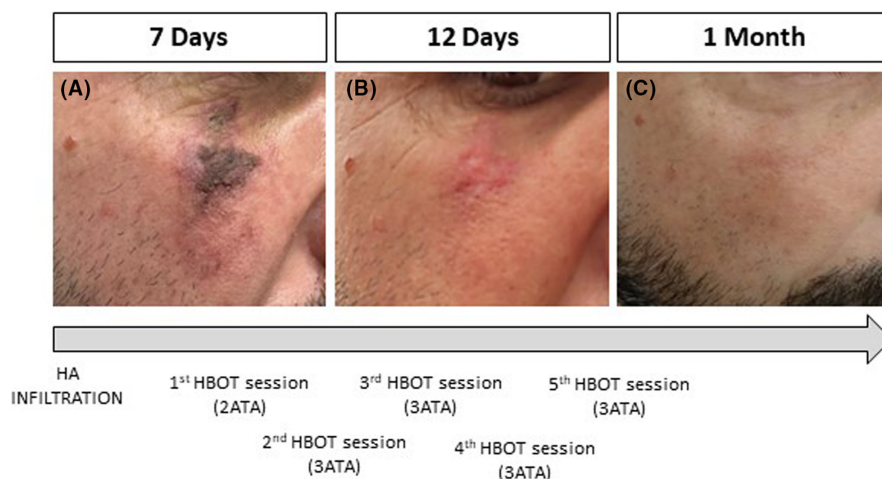 7 Days
12 Days
1 Month
(A)
(B)
(C)
HA
INFILTRATION
1st HBOT session
(2ATA)
2nd HBOT session
(3ATA)
3rd HBOT session
(3ATA)
4th HBOT session
(3ATA)
5th HBOT session
(3ATA)